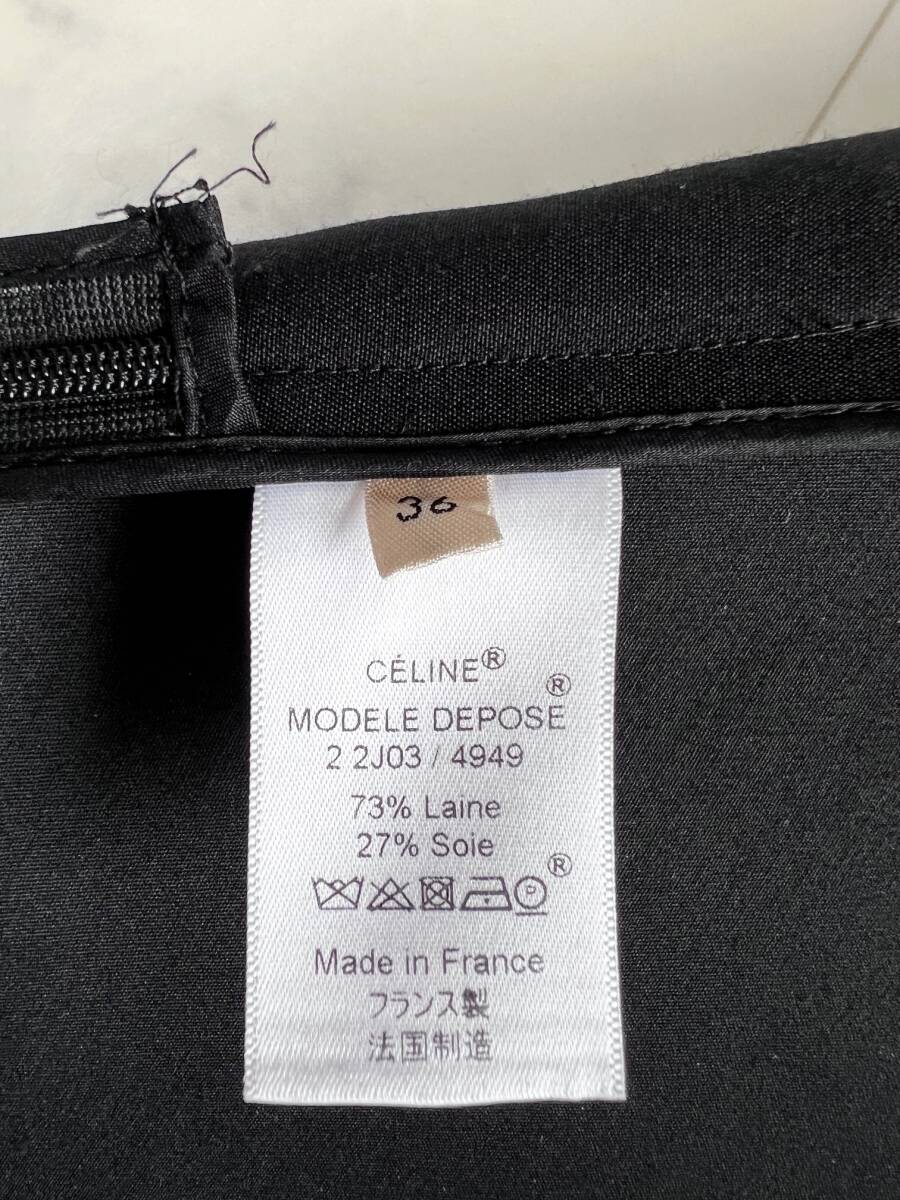 36
CÉLINE®
®
MODELE DEPOSE
2 2J03 / 4949
73% Laine
27% Soie
®
P
Made in France
フランス製
法国制造